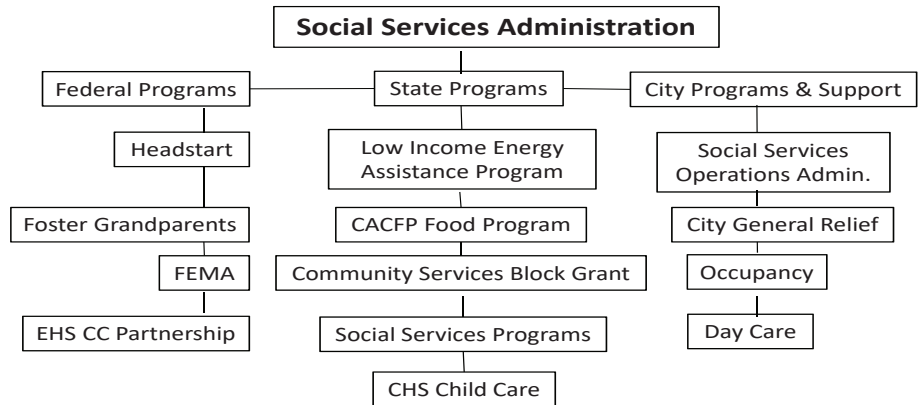 Social Services Administration
Federal Programs
State Programs
City Programs & Support
Headstart
Low Income Energy
Assistance Program
Social Services
Operations Admin.
Foster Grandparents
CACFP Food Program
City General Relief
FEMA
Community Services Block Grant
Occupancy
EHS CC Partnership
Social Services Programs
Day Care
CHS Child Care